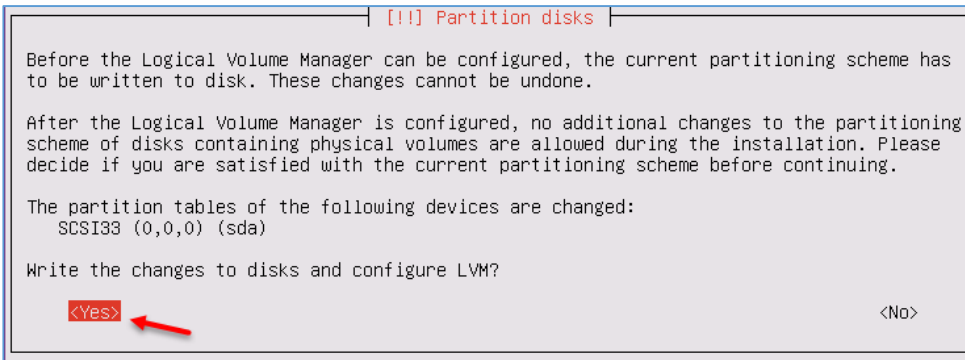 [!!] Partition disks
Before the Logical Volume Manager can be configured, the current partitioning scheme has
to be written to disk. These changes cannot be undone.
After the Logical Volume Manager is configured, no additional changes to the partitioning
scheme of disks containing physical volumes are allowed during the installation. Please
decide if you are satisfied with the current partitioning scheme before continuing.
The partition tables of the following devices are changed:
SCSI33 (0,0,0) (sda)
Write the changes to disks and configure LVM?
<Yes> <No>